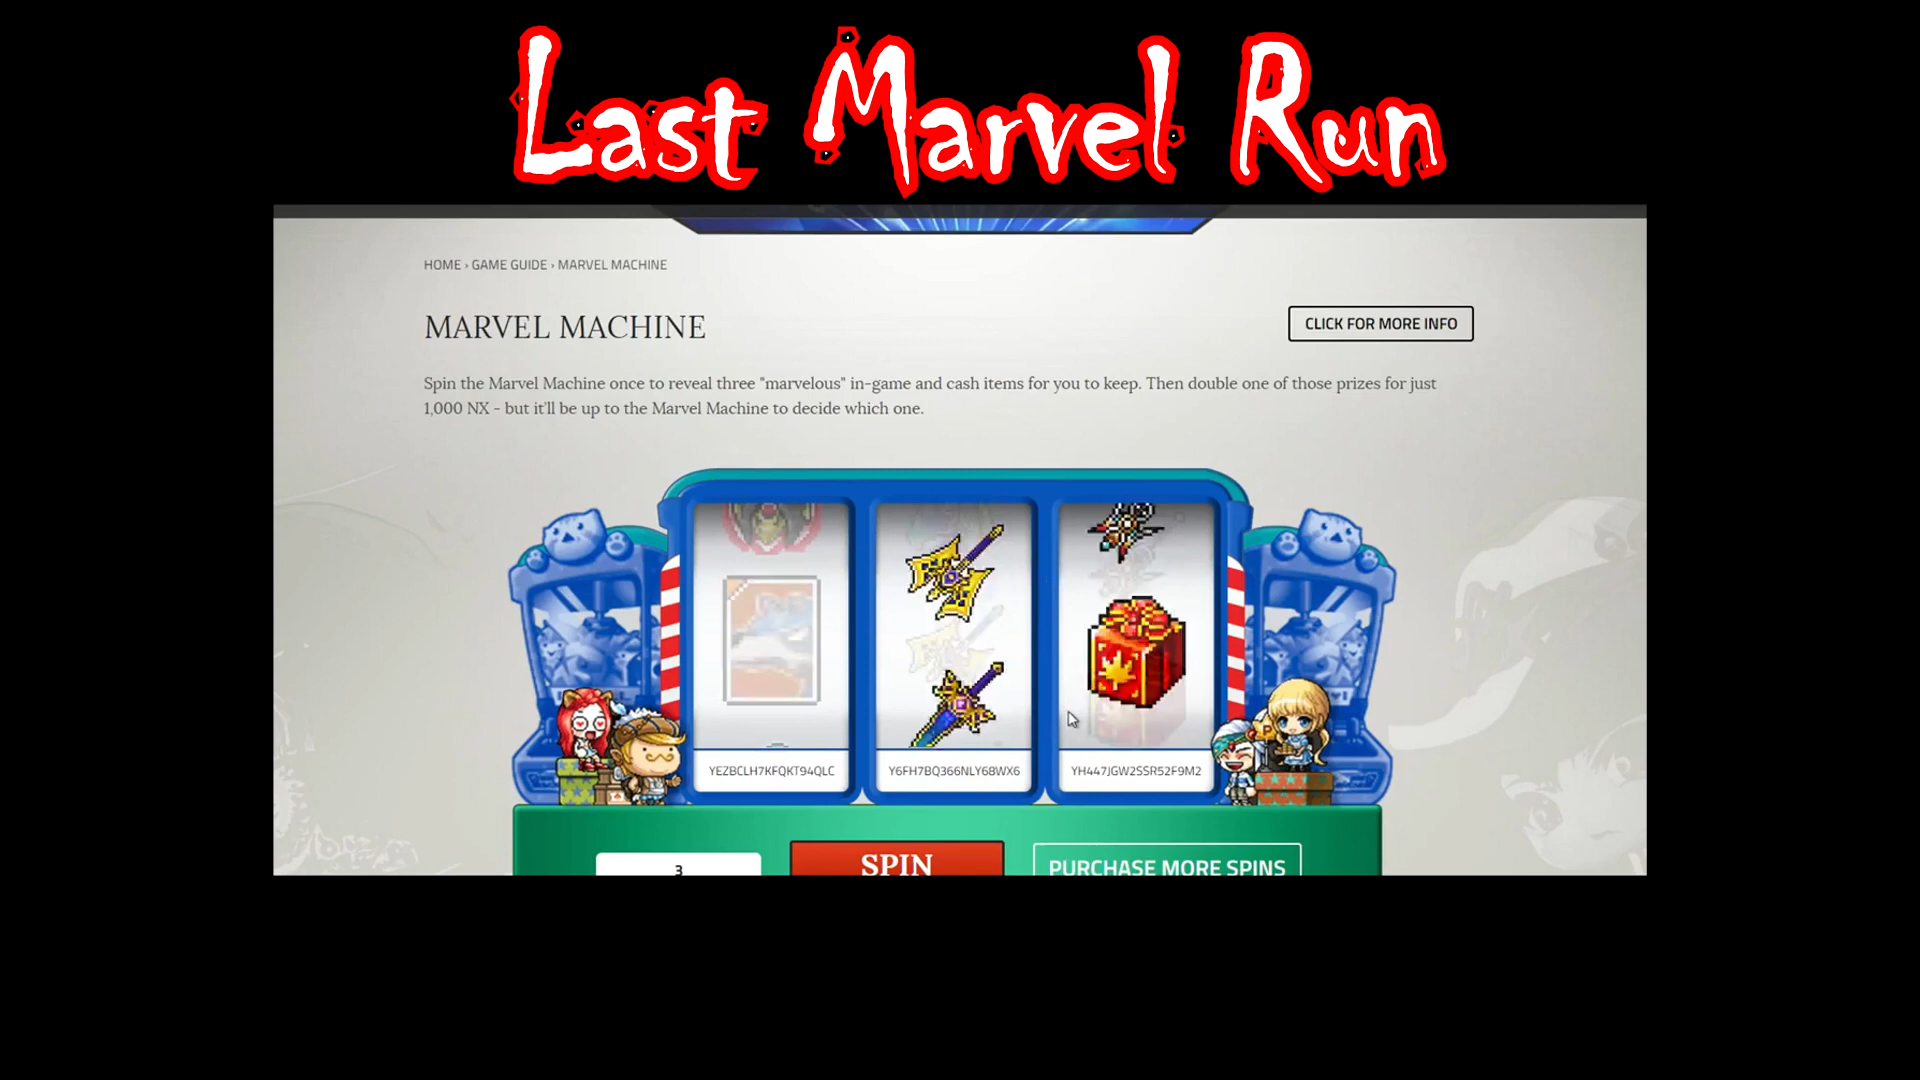 Last Marvel Run
HOME › GAME GUIDE › MARVEL MACHINE
MARVEL MACHINE
CLICK FOR MORE INFO
Spin the Marvel Machine once to reveal three "marvelous" in-game and cash items for you to keep. Then double one of those prizes for just
1,000 NX - but it'll be up to the Marvel Machine to decide which one.
YEZBCLH7KFQKT94QLC
Y6FH7BQ366NLY68WX6
YH447JGW2SSR52F9M2
3
SPIN
PURCHASE MORE SPINS